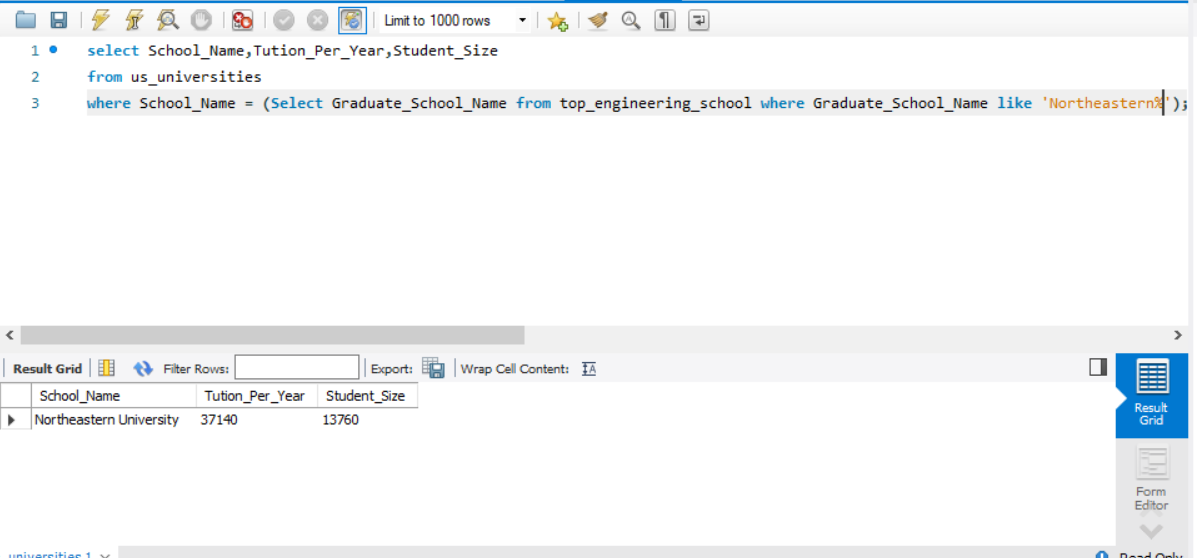 Limit to 1000 rows
1 select School_Name,Tution_Per_Year,Student_Size
2 from us_universities
3 where School_Name = (Select Graduate_School_Name from top_engineering_school where Graduate_School_Name like 'Northeastern%');
Result Grid Filter Rows: Export: Wrap Cell Content: IA
School_Name Tution_Per_Year Student_Size
Northeastern University 37140 13760
Result
Grid
Form
Editor
universities 1
Read Only